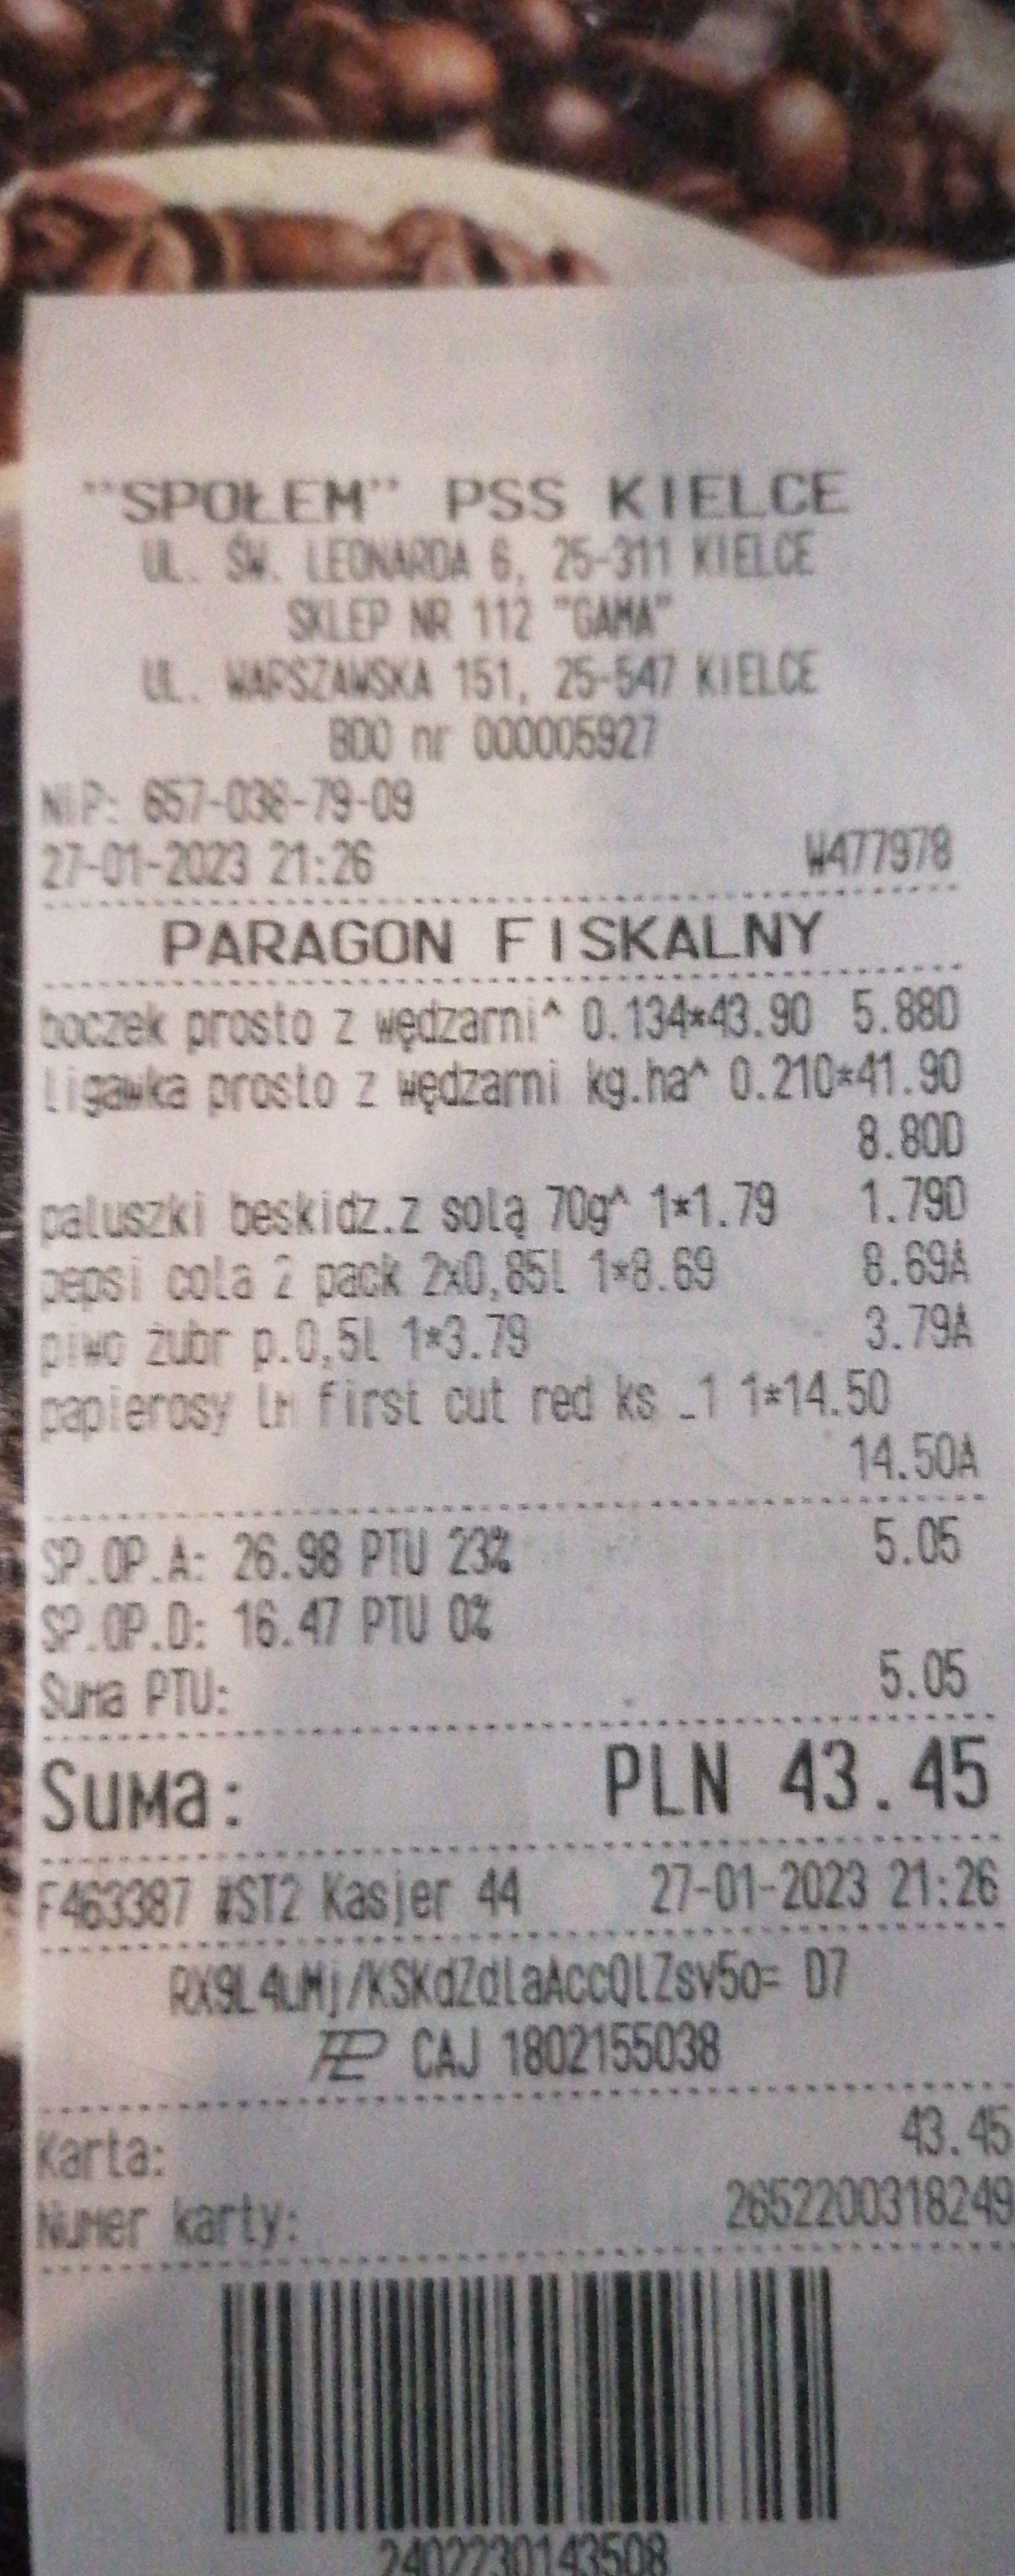 "SPOŁEM" PSS KIELCE
UL. ŚW. LEONARDA 6, 25-311 KIELCE
SKLEP NR 112 "GAMA"
UL. WARSZAWSKA 151, 25-547 KIELCE
BDO nr 000005927
NIP: 657-038-79-09
27-01-2023 21:26 W477978
PARAGON FISKALNY
boczek prosto z wędzarni^ 0.134*43.90 5.88D
ligawka prosto z wędzarni kg.ha^ 0.210*41.90
8.80D
paluszki beskidz.z solą 70g^ 1*1.79 1.79D
pepsi cola 2 pack 2x0,85l 1*8.69 8.69A
piwo żubr p.0,5l 1*3.79 3.79A
papierosy lm first cut red ks _1 1*14.50
14.50A
SP.OP.A: 26.98 PTU 23% 5.05
SP.OP.D: 16.47 PTU 0%
Suma PTU: 5.05
Suma: PLN 43.45
F463387 #ST2 Kasjer 44 27-01-2023 21:26
RX9L4uMj/KSKdZdlaAccQlZsv5o= D7
CAJ 1802155038
Karta: 43.45
Numer karty: 2652200318249
2402230143508